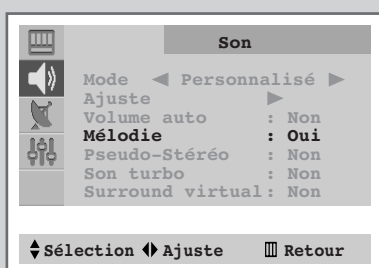 Son
Mode ◀ Personnalisé ▶
Ajuste ▶
Volume auto : Non
Mélodie : Oui
Pseudo-Stéréo : Non
Son turbo : Non
Surround virtual : Non
Sélection Ajuste Retour